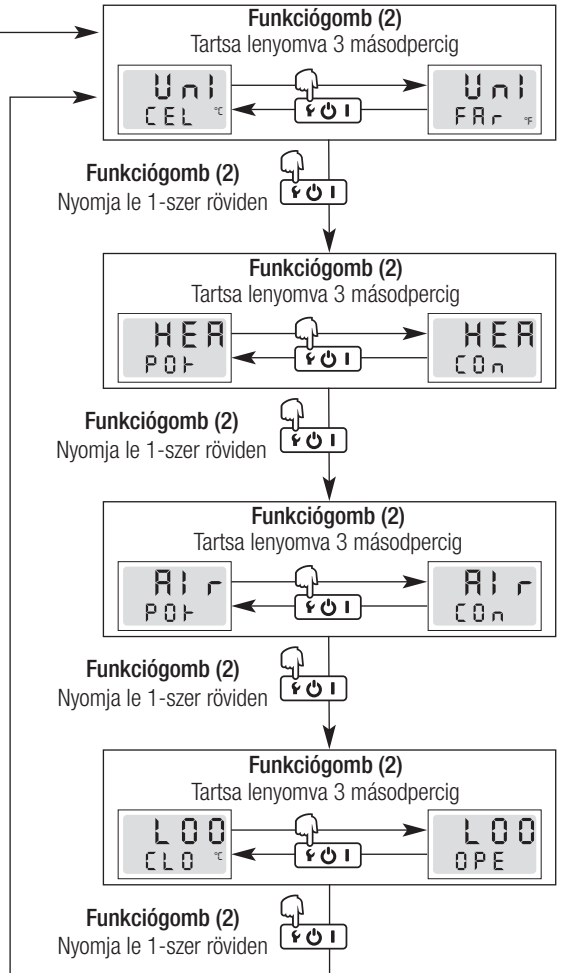 Funkciógomb (2)
Tartsa lenyomva 3 másodpercig
UnI UnI
CEL °C FAr °F
Funkciógomb (2)
Nyomja le 1-szer röviden
Funkciógomb (2)
Tartsa lenyomva 3 másodpercig
HEA HEA
POt COn
Funkciógomb (2)
Nyomja le 1-szer röviden
Funkciógomb (2)
Tartsa lenyomva 3 másodpercig
AIr AIr
POt COn
Funkciógomb (2)
Nyomja le 1-szer röviden
Funkciógomb (2)
Tartsa lenyomva 3 másodpercig
LOO LOO
CLO °C OPE
Funkciógomb (2)
Nyomja le 1-szer röviden